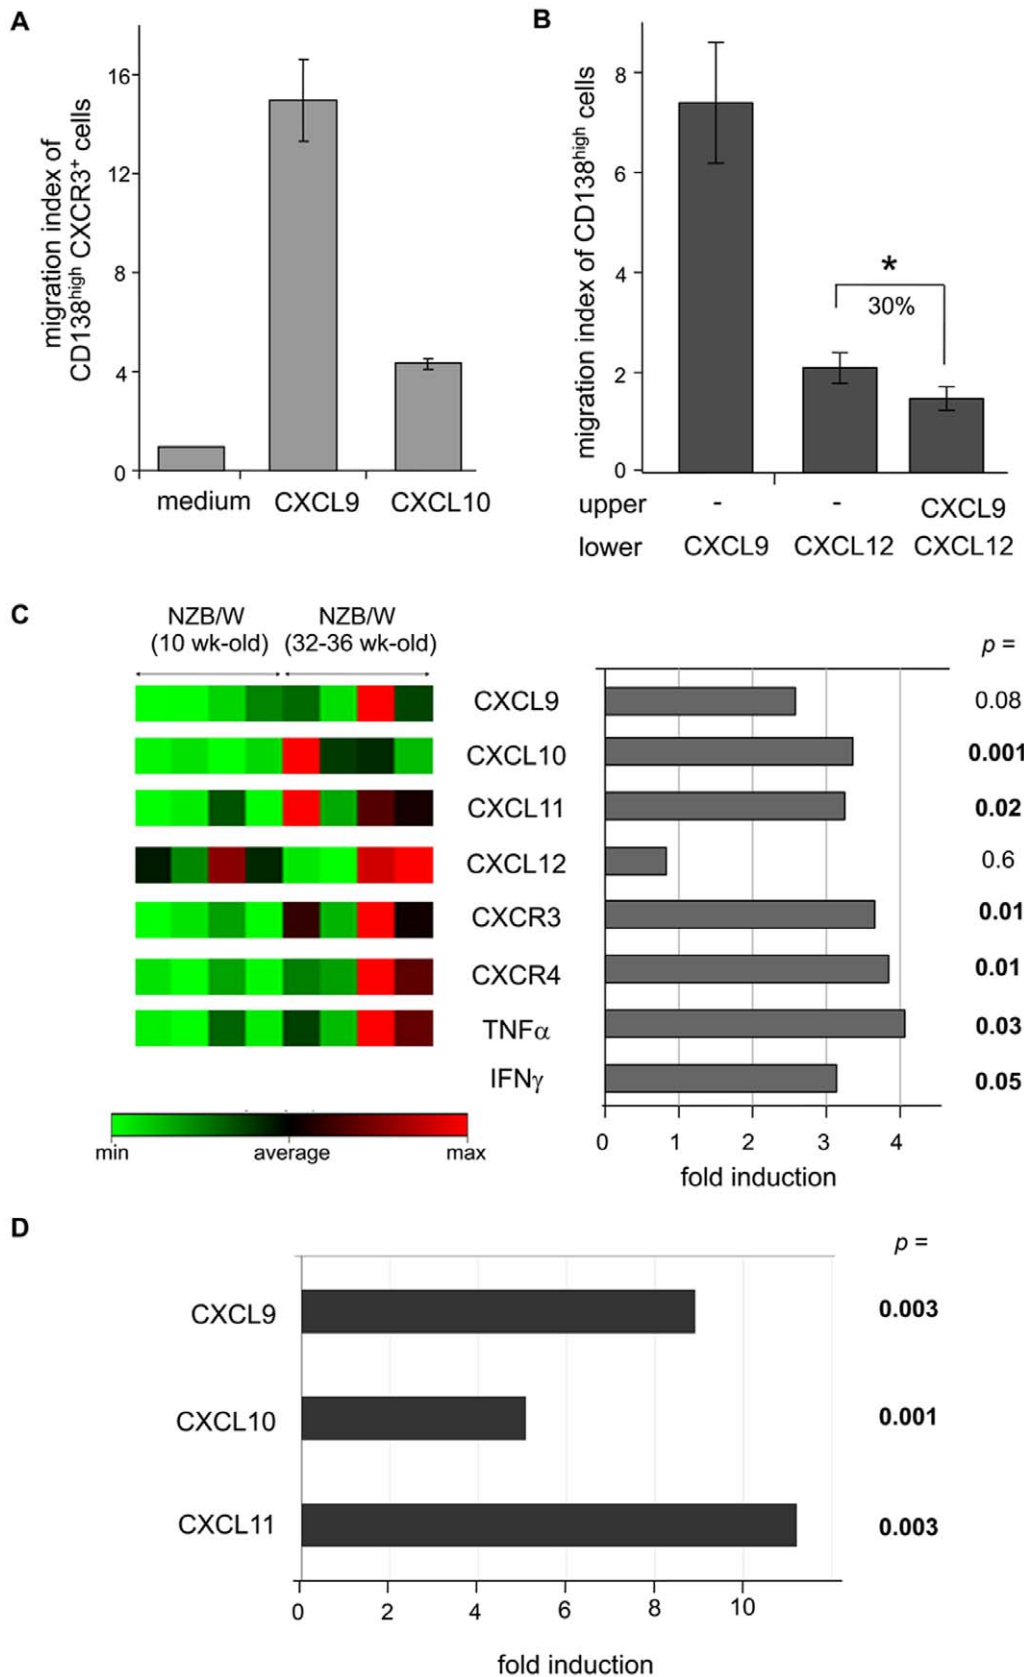 A
migration index of
CD138high CXCR3+ cells
16
12
8
4
0
medium CXCL9 CXCL10
B
migration index of CD138high cells
8
6
4
2
0
*
30%
upper - - CXCL9
lower CXCL9 CXCL12 CXCL12
C
NZB/W NZB/W
(10 wk-old) (32-36 wk-old)
p =
CXCL9 0.08
CXCL10 0.001
CXCL11 0.02
CXCL12 0.6
CXCR3 0.01
CXCR4 0.01
TNFα 0.03
IFNγ 0.05
min average max
0 1 2 3 4
fold induction
D
p =
CXCL9 0.003
CXCL10 0.001
CXCL11 0.003
0 2 4 6 8 10
fold induction